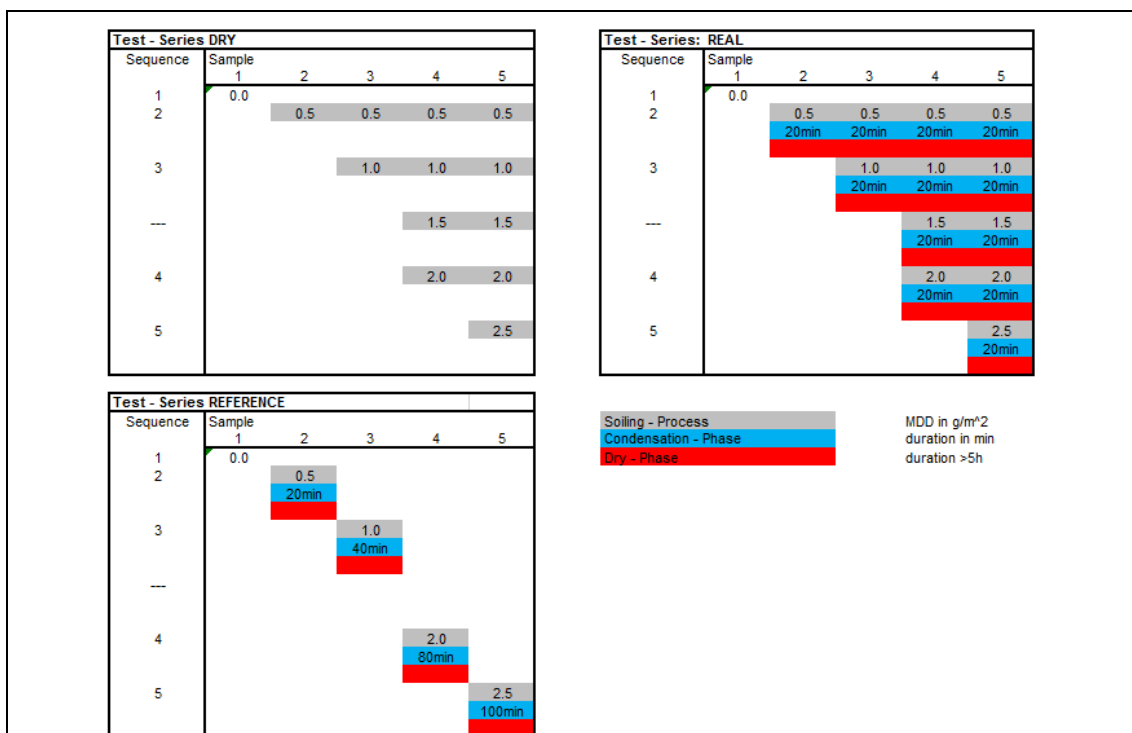 Test - Series DRY
Sequence Sample
1 2 3 4 5
1 0.0
2 0.5 0.5 0.5 0.5
3 1.0 1.0 1.0
--- 1.5 1.5
4 2.0 2.0
5 2.5
Test - Series: REAL
Sequence Sample
1 2 3 4 5
1 0.0
2 0.5 0.5 0.5 0.5
20min 20min 20min 20min
3 1.0 1.0 1.0
20min 20min 20min
--- 1.5 1.5
20min 20min
4 2.0 2.0
20min 20min
5 2.5
20min
Test - Series REFERENCE
Sequence Sample
1 2 3 4 5
1 0.0
2 0.5
20min
3 1.0
40min
---
4 2.0
80min
5 2.5
100min
Soiling - Process MDD in g/m^2
Condensation - Phase duration in min
Dry - Phase duration >5h